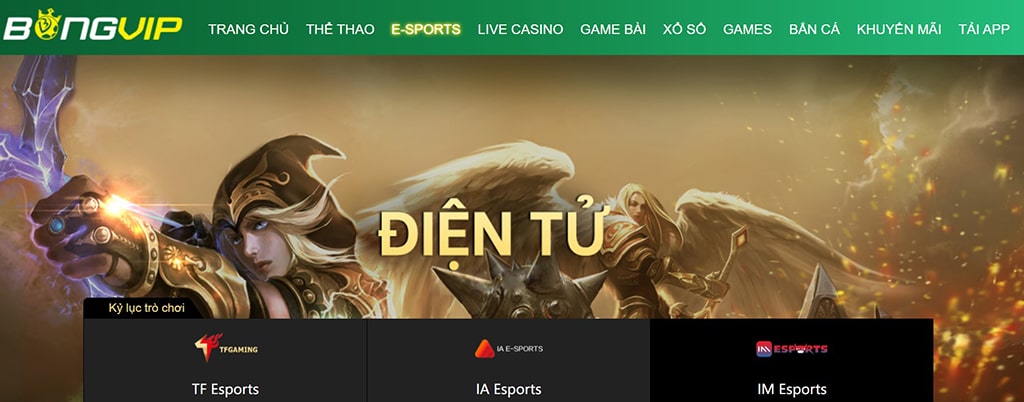 BONGVIP TRANG CHỦ THỂ THAO E-SPORTS LIVE CASINO GAME BÀI XỔ SỐ GAMES BẮN CÁ KHUYẾN MÃI TẢI APP
ĐIỆN TỬ
Kỷ lục trò chơi
TFGAMING IA E-SPORTS IM ESPORTS
TF Esports IA Esports IM Esports